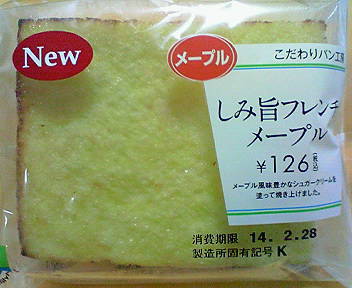 New
メープル
こだわりパン工房
しみ旨フレンチ
メープル
¥126(税込)
メープル風味豊かなシュガークリームを
塗って焼き上げました。
消費期限 14. 2.28
製造所固有記号 K